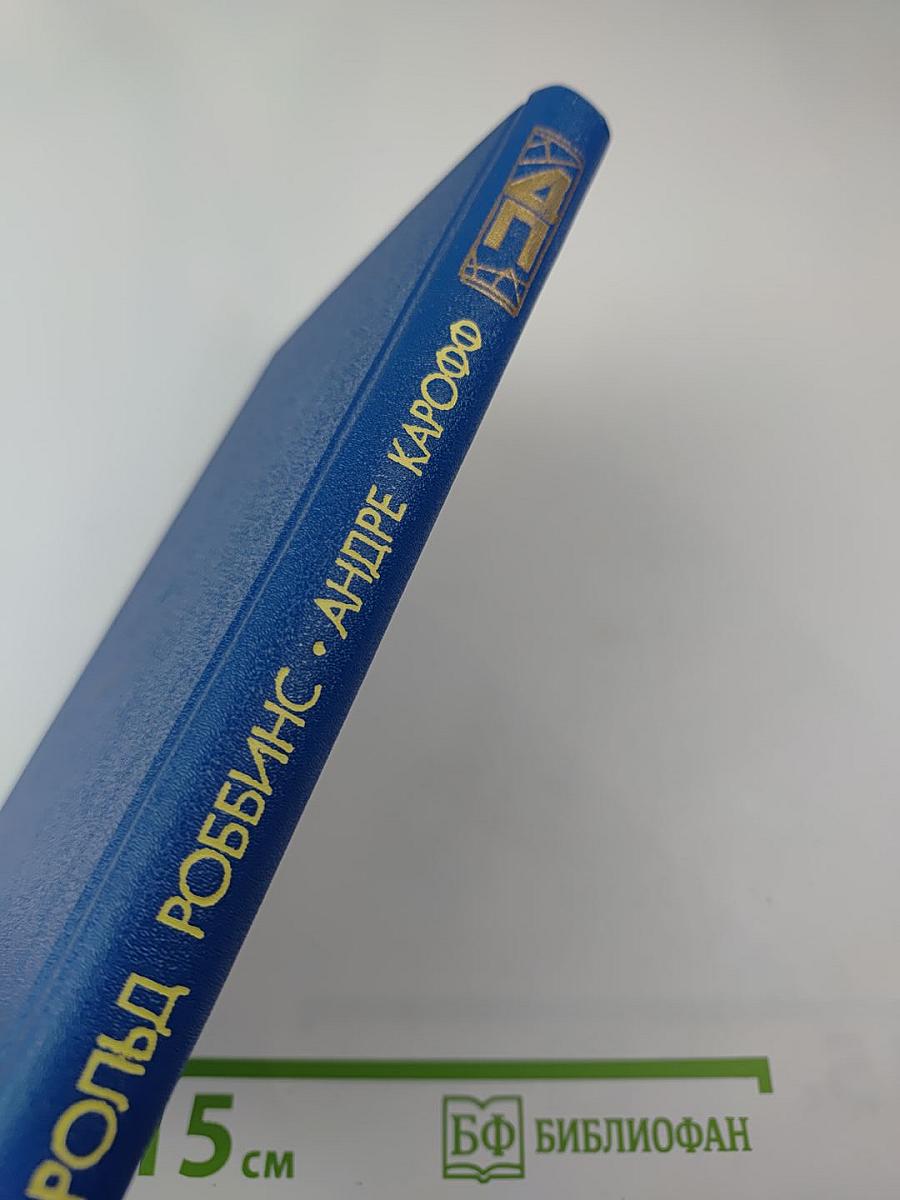 РОЛЬД РОББИНС • АНДРЕ КАРОФФ
15 см
БФ БИБЛИОФАН